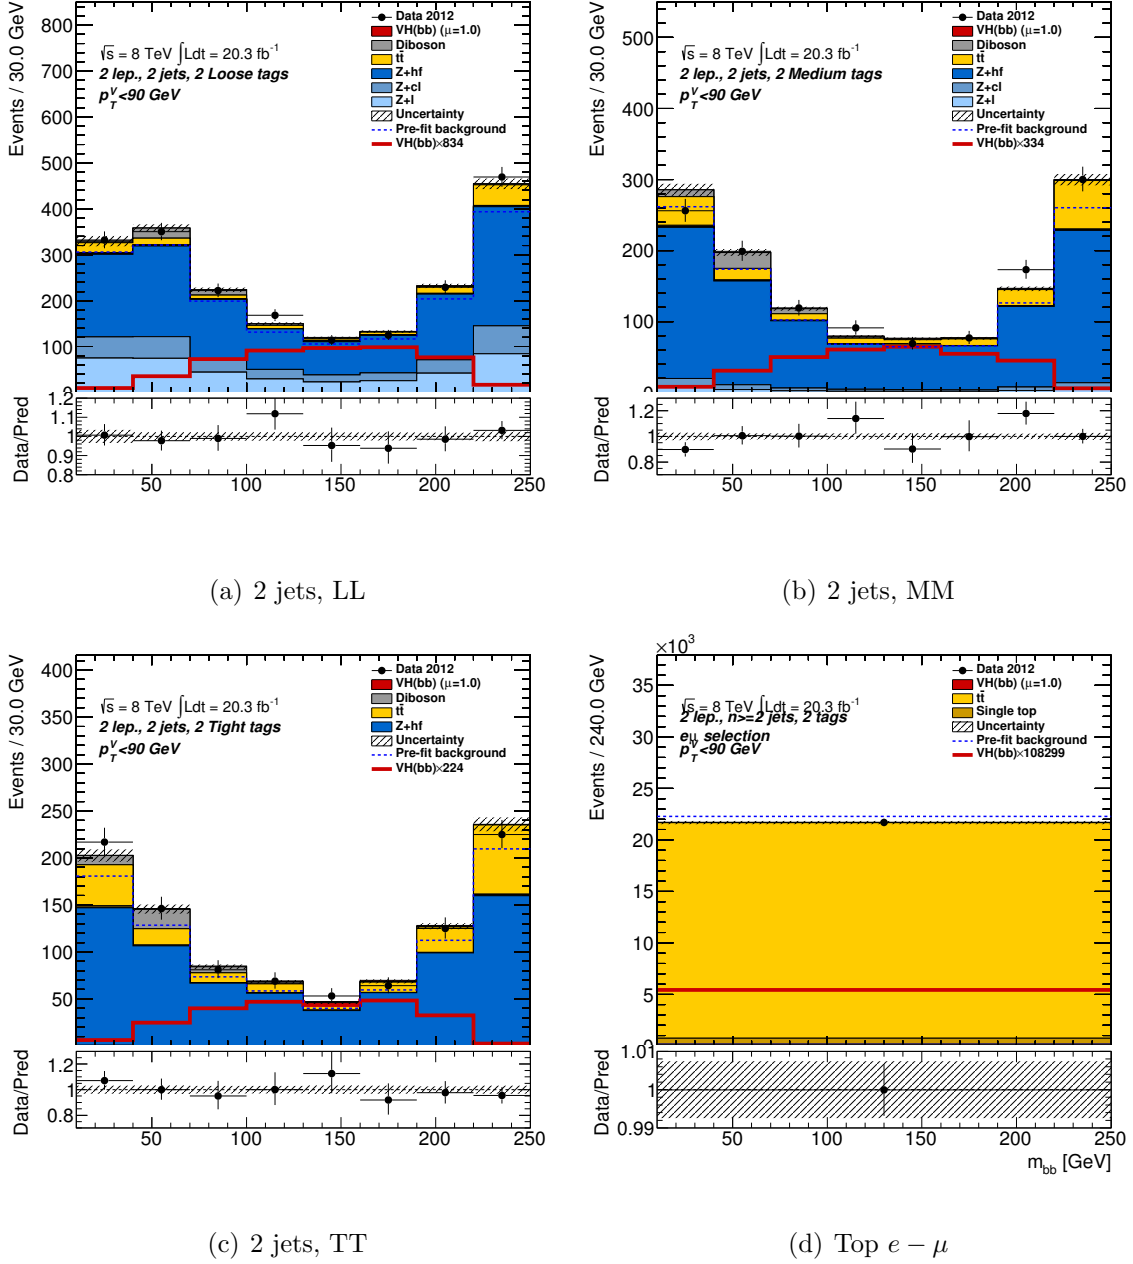 Events / 30.0 GeV
800
700
600
500
400
300
200
100
0
√s = 8 TeV ∫Ldt = 20.3 fb⁻¹
2 lep., 2 jets, 2 Loose tags
p_T^V<90 GeV
Data 2012
VH(bb) (μ=1.0)
Diboson
tt̄
Z+hf
Z+cl
Z+l
Uncertainty
Pre-fit background
VH(bb)×834
Data/Pred
1.2
1.1
1
0.9
0.8
50 100 150 200 250
(a) 2 jets, LL
Events / 30.0 GeV
500
400
300
200
100
0
√s = 8 TeV ∫Ldt = 20.3 fb⁻¹
2 lep., 2 jets, 2 Medium tags
p_T^V<90 GeV
Data 2012
VH(bb) (μ=1.0)
Diboson
tt̄
Z+hf
Z+cl
Z+l
Uncertainty
Pre-fit background
VH(bb)×334
Data/Pred
1.2
1
0.8
50 100 150 200 250
(b) 2 jets, MM
Events / 30.0 GeV
400
350
300
250
200
150
100
50
√s = 8 TeV ∫Ldt = 20.3 fb⁻¹
2 lep., 2 jets, 2 Tight tags
p_T^V<90 GeV
Data 2012
VH(bb) (μ=1.0)
Diboson
tt̄
Z+hf
Uncertainty
Pre-fit background
VH(bb)×224
Data/Pred
1.2
1
0.8
50 100 150 200 250
(c) 2 jets, TT
×10³
Events / 240.0 GeV
35
30
25
20
15
10
5
0
√s = 8 TeV ∫Ldt = 20.3 fb⁻¹
2 lep., n>=2 jets, 2 tags
eμ selection
p_T^V<90 GeV
Data 2012
VH(bb) (μ=1.0)
tt̄
Single top
Uncertainty
Pre-fit background
VH(bb)×108299
Data/Pred
1.01
1
0.99
50 100 150 200 250
m_bb [GeV]
(d) Top e − μ